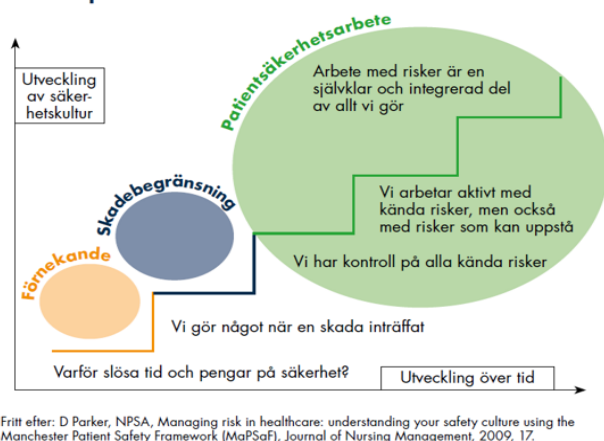 Utveckling
av säker-
hetskultur
Patientsäkerhetsarbete
Arbete med risker är en
självklar och integrerad del
av allt vi gör
Skadebegränsning
Vi arbetar aktivt med
kända risker, men också
med risker som kan uppstå
Förnekande
Vi har kontroll på alla kända risker
Vi gör något när en skada inträffat
Varför slösa tid och pengar på säkerhet?
Utveckling över tid
Fritt efter: D Parker, NPSA, Managing risk in healthcare: understanding your safety culture using the
Manchester Patient Safety Framework (MaPSaF), Journal of Nursing Management, 2009, 17.